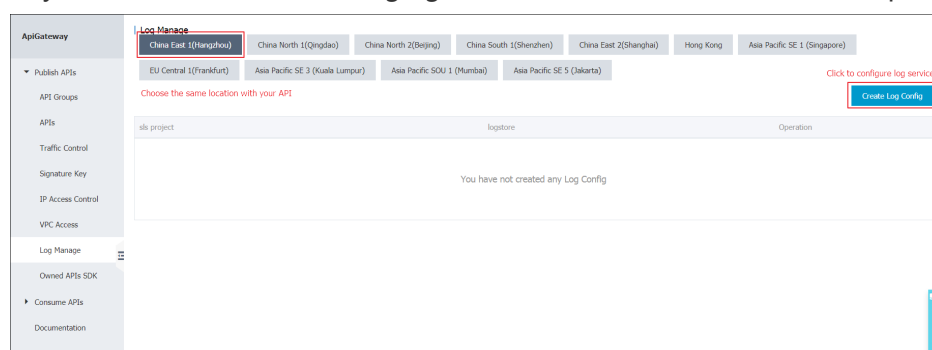 ApiGateway
Publish APIs
API Groups
APIs
Traffic Control
Signature Key
IP Access Control
VPC Access
Log Manage
Owned APIs SDK
Consume APIs
Documentation
Log Manage
China East 1(Hangzhou) China North 1(Qingdao) China North 2(Beijing) China South 1(Shenzhen) China East 2(Shanghai) Hong Kong Asia Pacific SE 1 (Singapore)
EU Central 1(Frankfurt) Asia Pacific SE 3 (Kuala Lumpur) Asia Pacific SOU 1 (Mumbai) Asia Pacific SE 5 (Jakarta)
Click to configure log service
Choose the same location with your API
Create Log Config
sls project logstore Operation
You have not created any Log Config